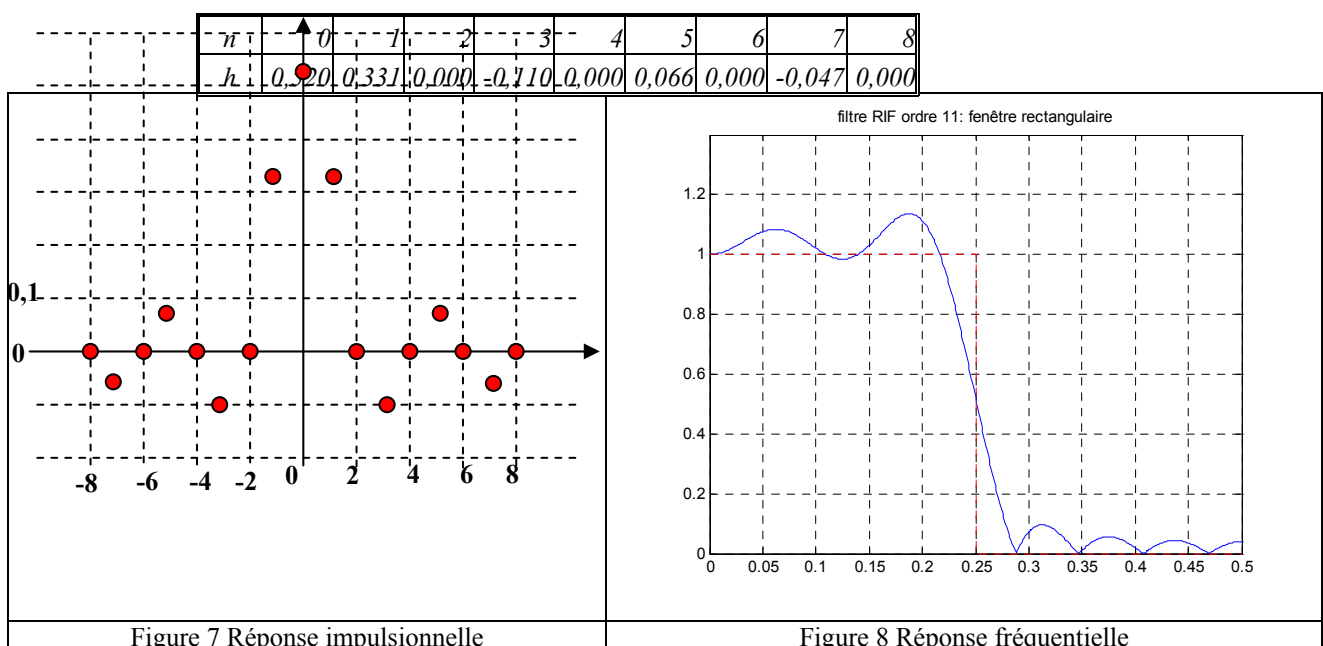 n 0 1 2 3 4 5 6 7 8
h 0,331 0,000 -0,110 0,000 0,066 0,000 -0,047 0,000
0,1
0
-8 -6 -4 -2 0 2 4 6 8
Figure 7 Réponse impulsionnelle
filtre RIF ordre 11: fenêtre rectangulaire
1.2
1
0.8
0.6
0.4
0.2
0
0 0.05 0.1 0.15 0.2 0.25 0.3 0.35 0.4 0.45 0.5
Figure 8 Réponse fréquentielle